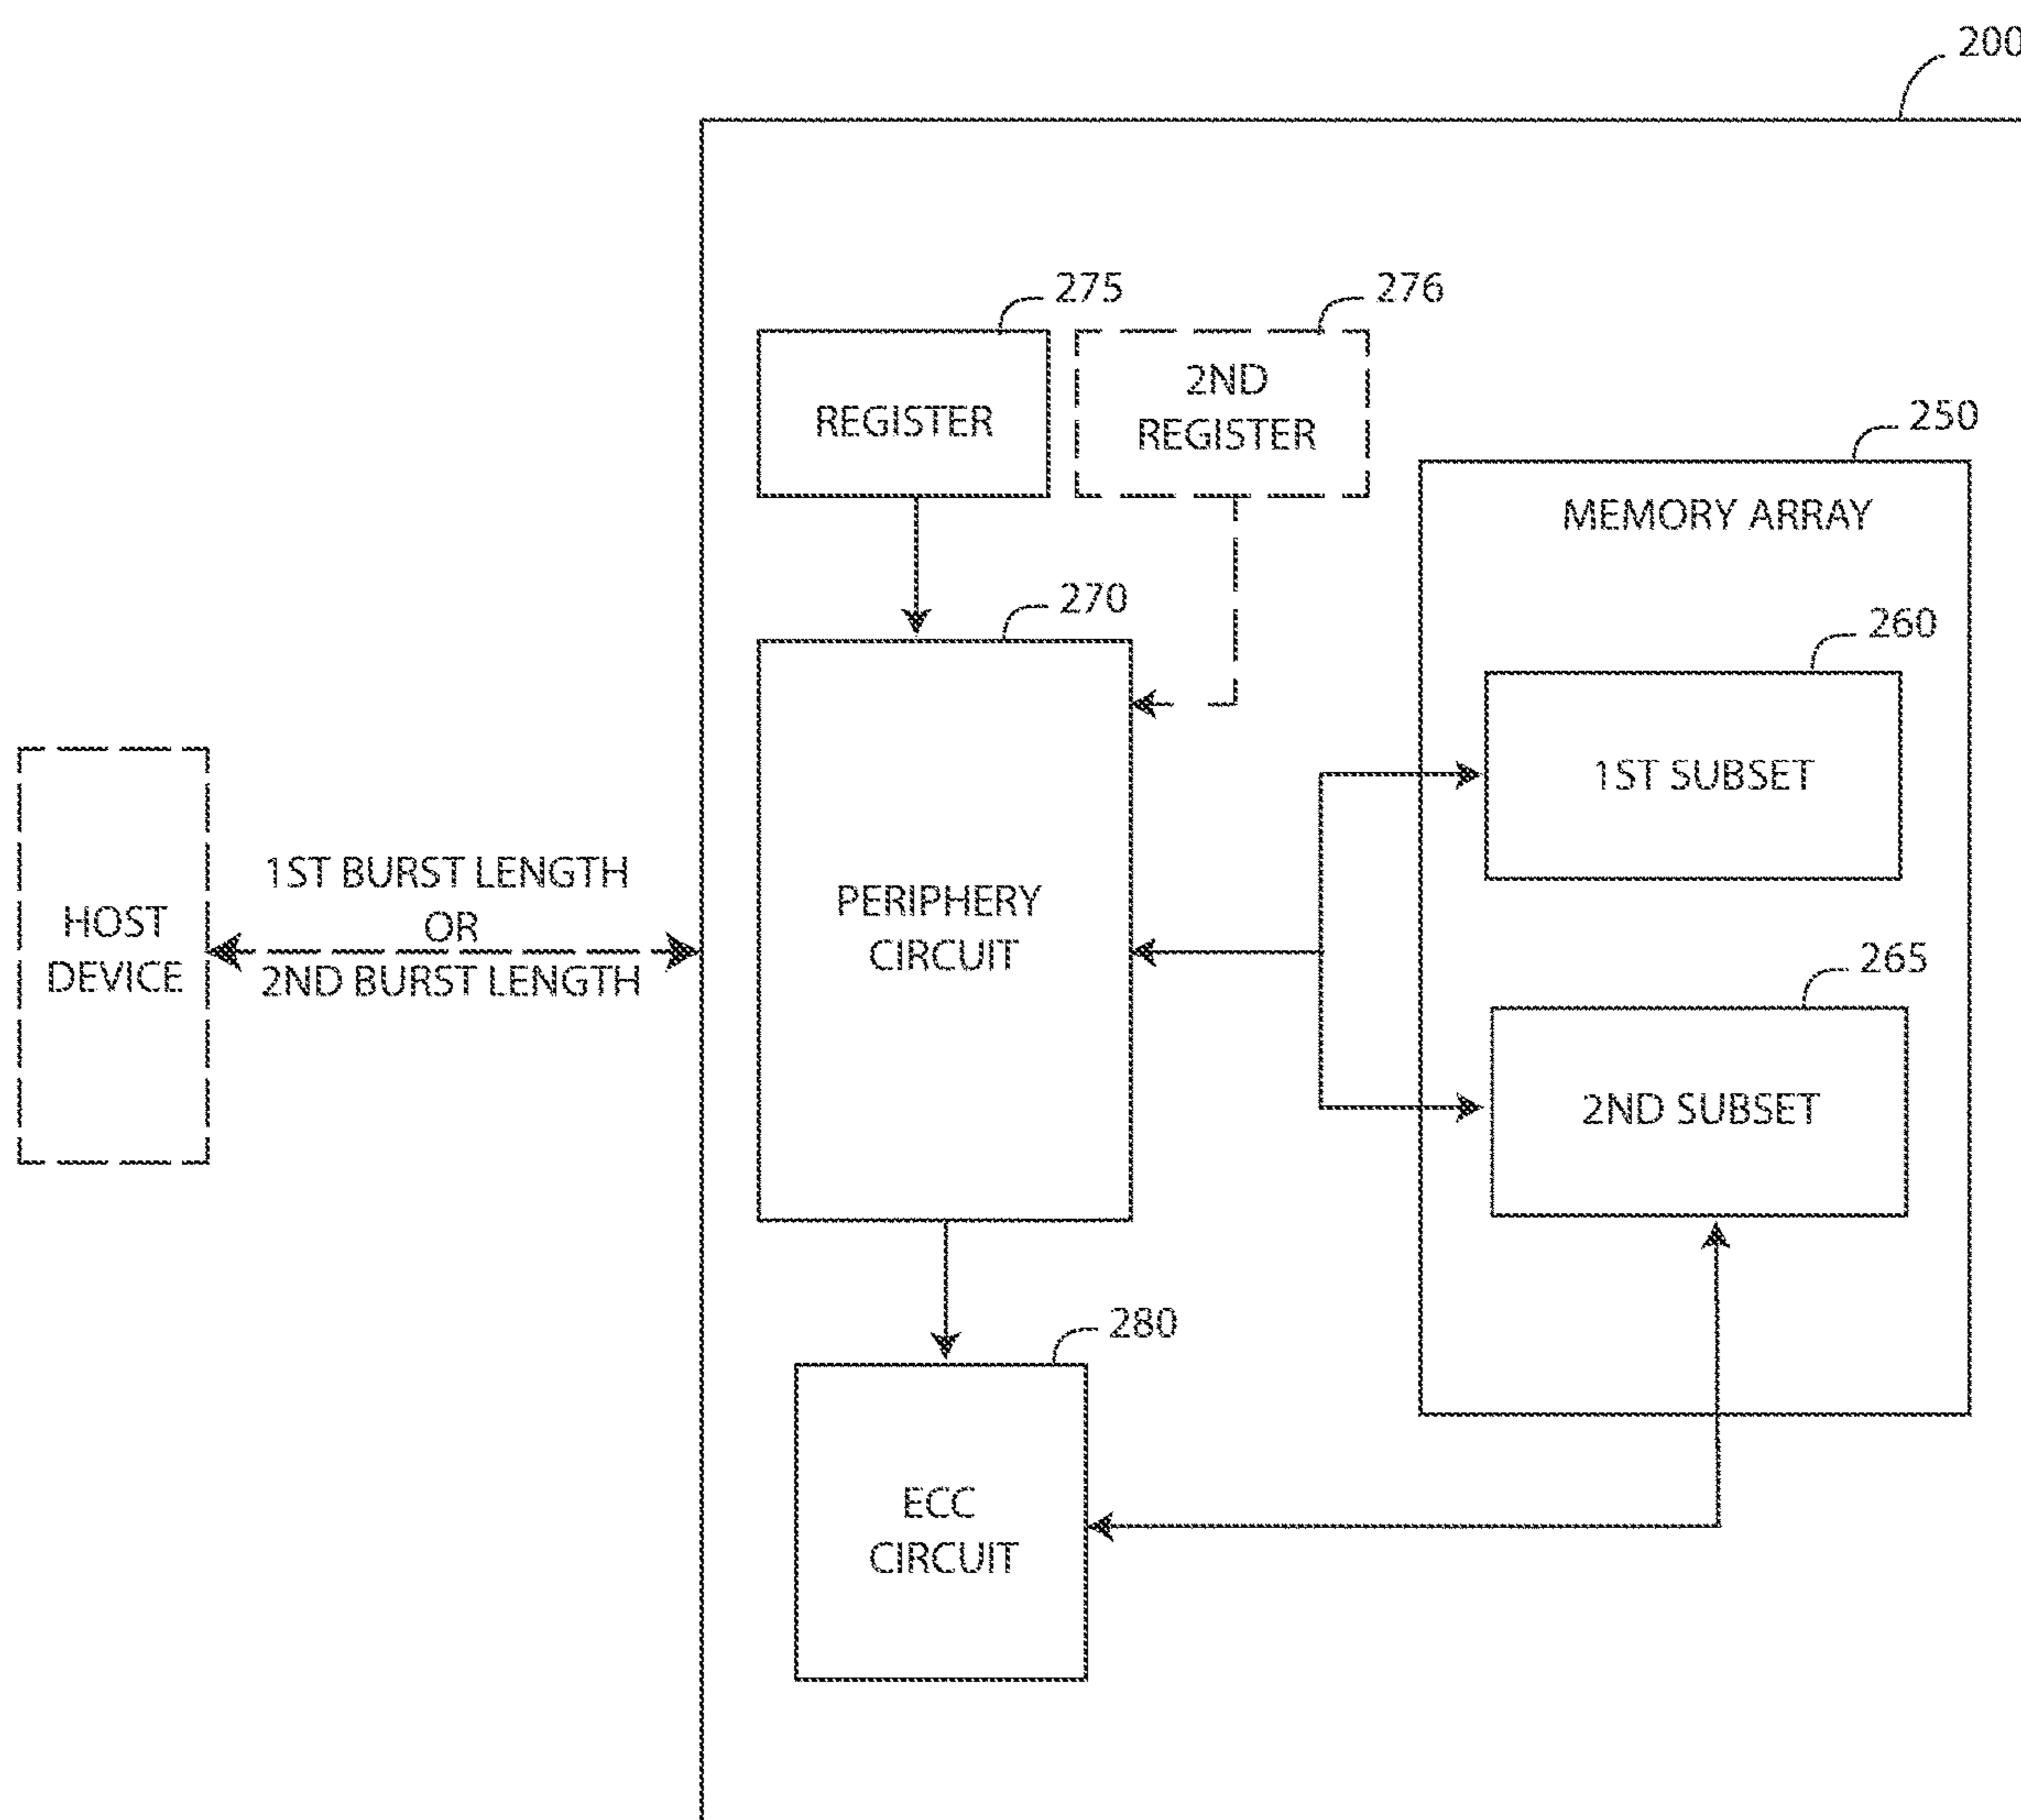 200
275
276
REGISTER
2ND
REGISTER
250
MEMORY ARRAY
270
260
1ST SUBSET
PERIPHERY
CIRCUIT
HOST
DEVICE
1ST BURST LENGTH
OR
2ND BURST LENGTH
265
2ND SUBSET
280
ECC
CIRCUIT